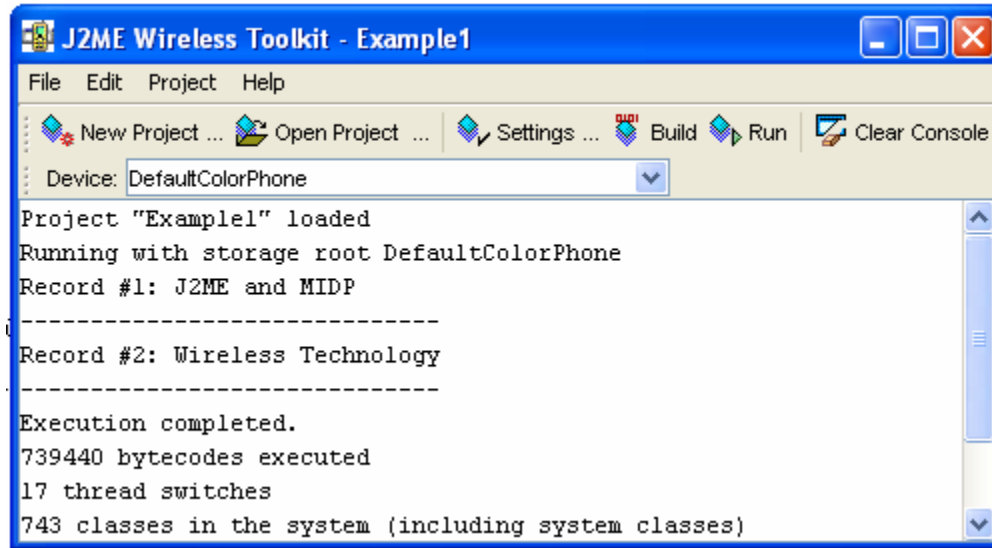 J2ME Wireless Toolkit - Example1
File Edit Project Help
New Project ... Open Project ... Settings ... Build Run Clear Console
Device: DefaultColorPhone
Project "Example1" loaded
Running with storage root DefaultColorPhone
Record #1: J2ME and MIDP
------------------------------
Record #2: Wireless Technology
------------------------------
Execution completed.
739440 bytecodes executed
17 thread switches
743 classes in the system (including system classes)